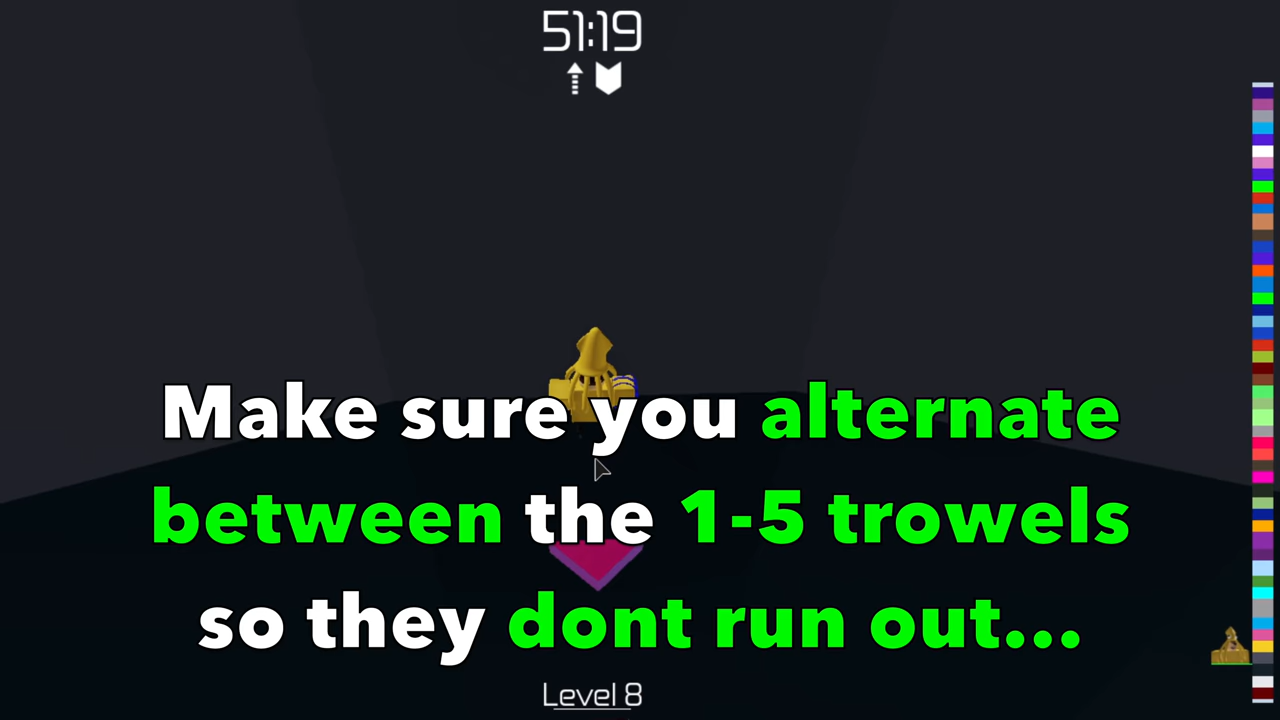 51:19
Make sure you alternate
between the 1-5 trowels
so they dont run out...
Level 8